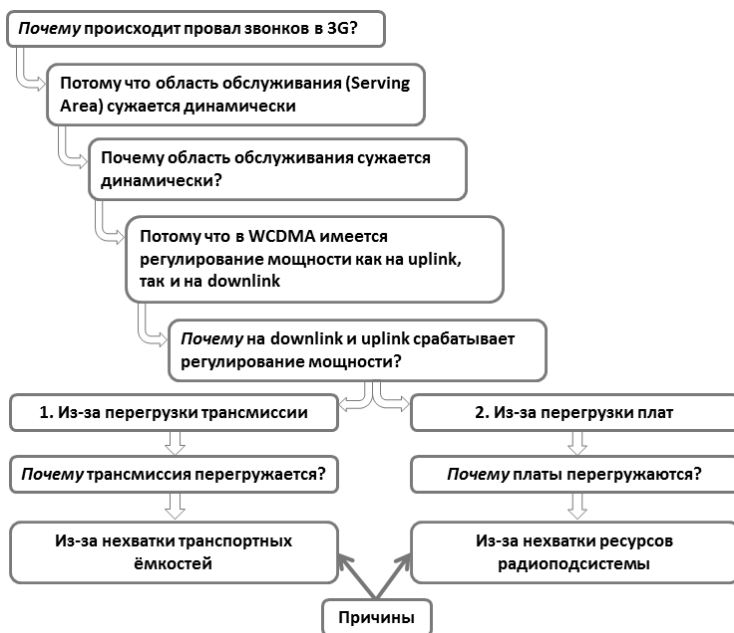 Почему происходит провал звонков в 3G?
Потому что область обслуживания (Serving
Area) сужается динамически
Почему область обслуживания сужается
динамически?
Потому что в WCDMA имеется
регулирование мощности как на uplink,
так и на downlink
Почему на downlink и uplink срабатывает
регулирование мощности?
1. Из-за перегрузки трансмиссии
2. Из-за перегрузки плат
Почему трансмиссия перегружается?
Почему платы перегружаются?
Из-за нехватки транспортных
ёмкостей
Из-за нехватки ресурсов
радиоподсистемы
Причины